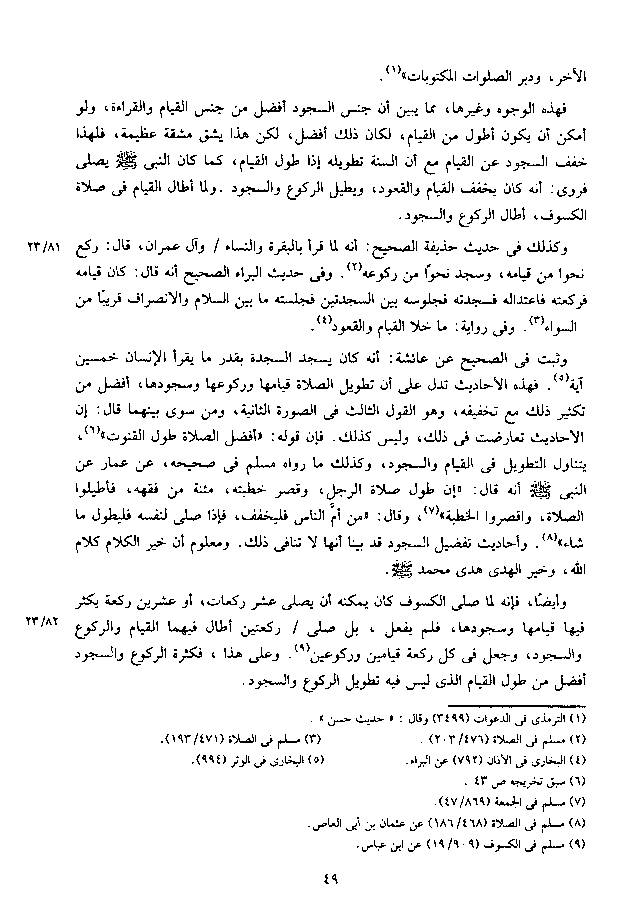 الآخر، ودبر الصلوات المكتوبات»(١).
فهذه الوجوه وغيرها، مما يبين أن جنس السجود أفضل من جنس القيام والقراءة، ولو
أمكن أن يكون أطول من القيام، لكان ذلك أفضل، لكن هذا يشق مشقة عظيمة، فلهذا
خفف السجود عن القيام مع أن السنة تطويله إذا طول القيام، كما كان النبى ﷺ يصلى
فروى: أنه كان يخفف القيام والقعود، ويطيل الركوع والسجود .ولما أطال القيام فى صلاة
الكسوف، أطال الركوع والسجود.
وكذلك فى حديث حذيفة الصحيح: أنه لما قرأ بالبقرة والنساء / وآل عمران، قال: ركع
٢٣/٨١
نحوا من قيامه، وسجد نحوًا من ركوعه(٢). وفى حديث البراء الصحيح أنه قال: كان قيامه
فركعته فاعتداله فسجدته فجلوسه بين السجدتين فجلسته ما بين السلام والانصراف قريبًا من
السواء(٣). وفى رواية: ما خلا القيام والقعود(٤).
وثبت فى الصحيح عن عائشة: أنه كان يسجد السجدة بقدر ما يقرأ الإنسان خمسين
آية(٥). فهذه الأحاديث تدل على أن تطويل الصلاة قيامها وركوعها وسجودها، أفضل من
تكثير ذلك مع تخفيفه، وهو القول الثالث فى الصورة الثانية، ومن سوى بينهما قال: إن
الأحاديث تعارضت فى ذلك، وليس كذلك. فإن قوله: «أفضل الصلاة طول القنوت»(٦)،
يتناول التطويل فى القيام والسجود، وكذلك ما رواه مسلم فى صحيحه، عن عمار عن
النبى ﷺ أنه قال: «إن طول صلاة الرجل، وقصر خطبته، مئنة من فقهه، فأطيلوا
الصلاة، واقصروا الخطبة»(٧)، وقال: «من أمَّ الناس فليخفف، فإذا صلى لنفسه فليطول ما
شاء»(٨). وأحاديث تفضيل السجود قد بينا أنها لا تنافى ذلك. ومعلوم أن خير الكلام كلام
الله، وخير الهدى هدى محمد ﷺ.
وأيضًا، فإنه لما صلى الكسوف كان يمكنه أن يصلى عشر ركعات، أو عشرين ركعة يكثر
فيها قيامها وسجودها، فلم يفعل ، بل صلى / ركعتين أطال فيهما القيام والركوع
٢٣/٨٢
والسجود، وجعل فى كل ركعة قيامين وركوعين(٩). وعلى هذا ، فكثرة الركوع والسجود
أفضل من طول القيام الذى ليس فيه تطويل الركوع والسجود.
(١) الترمذى فى الدعوات (٣٤٩٩) وقال : « حديث حسن » .
(٢) مسلم فى الصلاة (٢٠٣/٤٧٦) . (٣) مسلم فى الصلاة (١٩٣/٤٧١).
(٤) البخارى فى الأذان (٧٩٢) عن البراء. (٥) البخارى فى الوتر (٩٩٤).
(٦) سبق تخريجه ص ٤٣ .
(٧) مسلم فى الجمعة (٤٧/٨٦٩).
(٨) مسلم فى الصلاة (١٨٦/٤٦٨) عن عثمان بن أبى العاص.
(٩) مسلم فى الكسوف (١٩/٩٠٩) عن ابن عباس.
٤٩